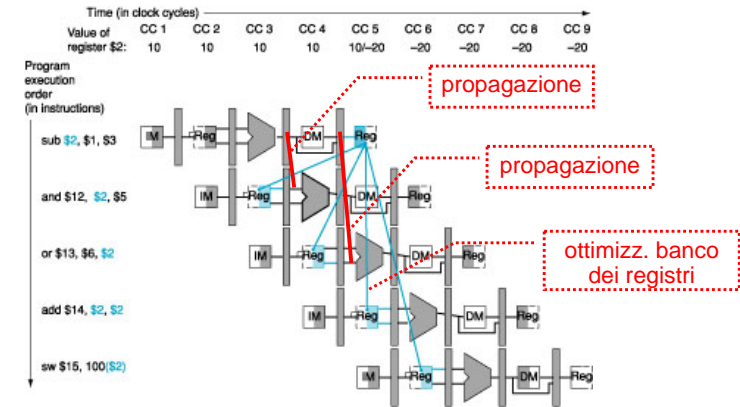 Time (in clock cycles)
Value of register $2:
CC 1 CC 2 CC 3 CC 4 CC 5 CC 6 CC 7 CC 8 CC 9
10 10 10 10 10/–20 –20 –20 –20 –20
Program
execution
order
(in instructions)
propagazione
sub $2, $1, $3
IM Reg DM Reg
propagazione
and $12, $2, $5
IM Reg DM Reg
or $13, $6, $2
IM Reg DM Reg
ottimizz. banco
dei registri
add $14, $2, $2
IM Reg DM Reg
sw $15, 100($2)
IM Reg DM Reg